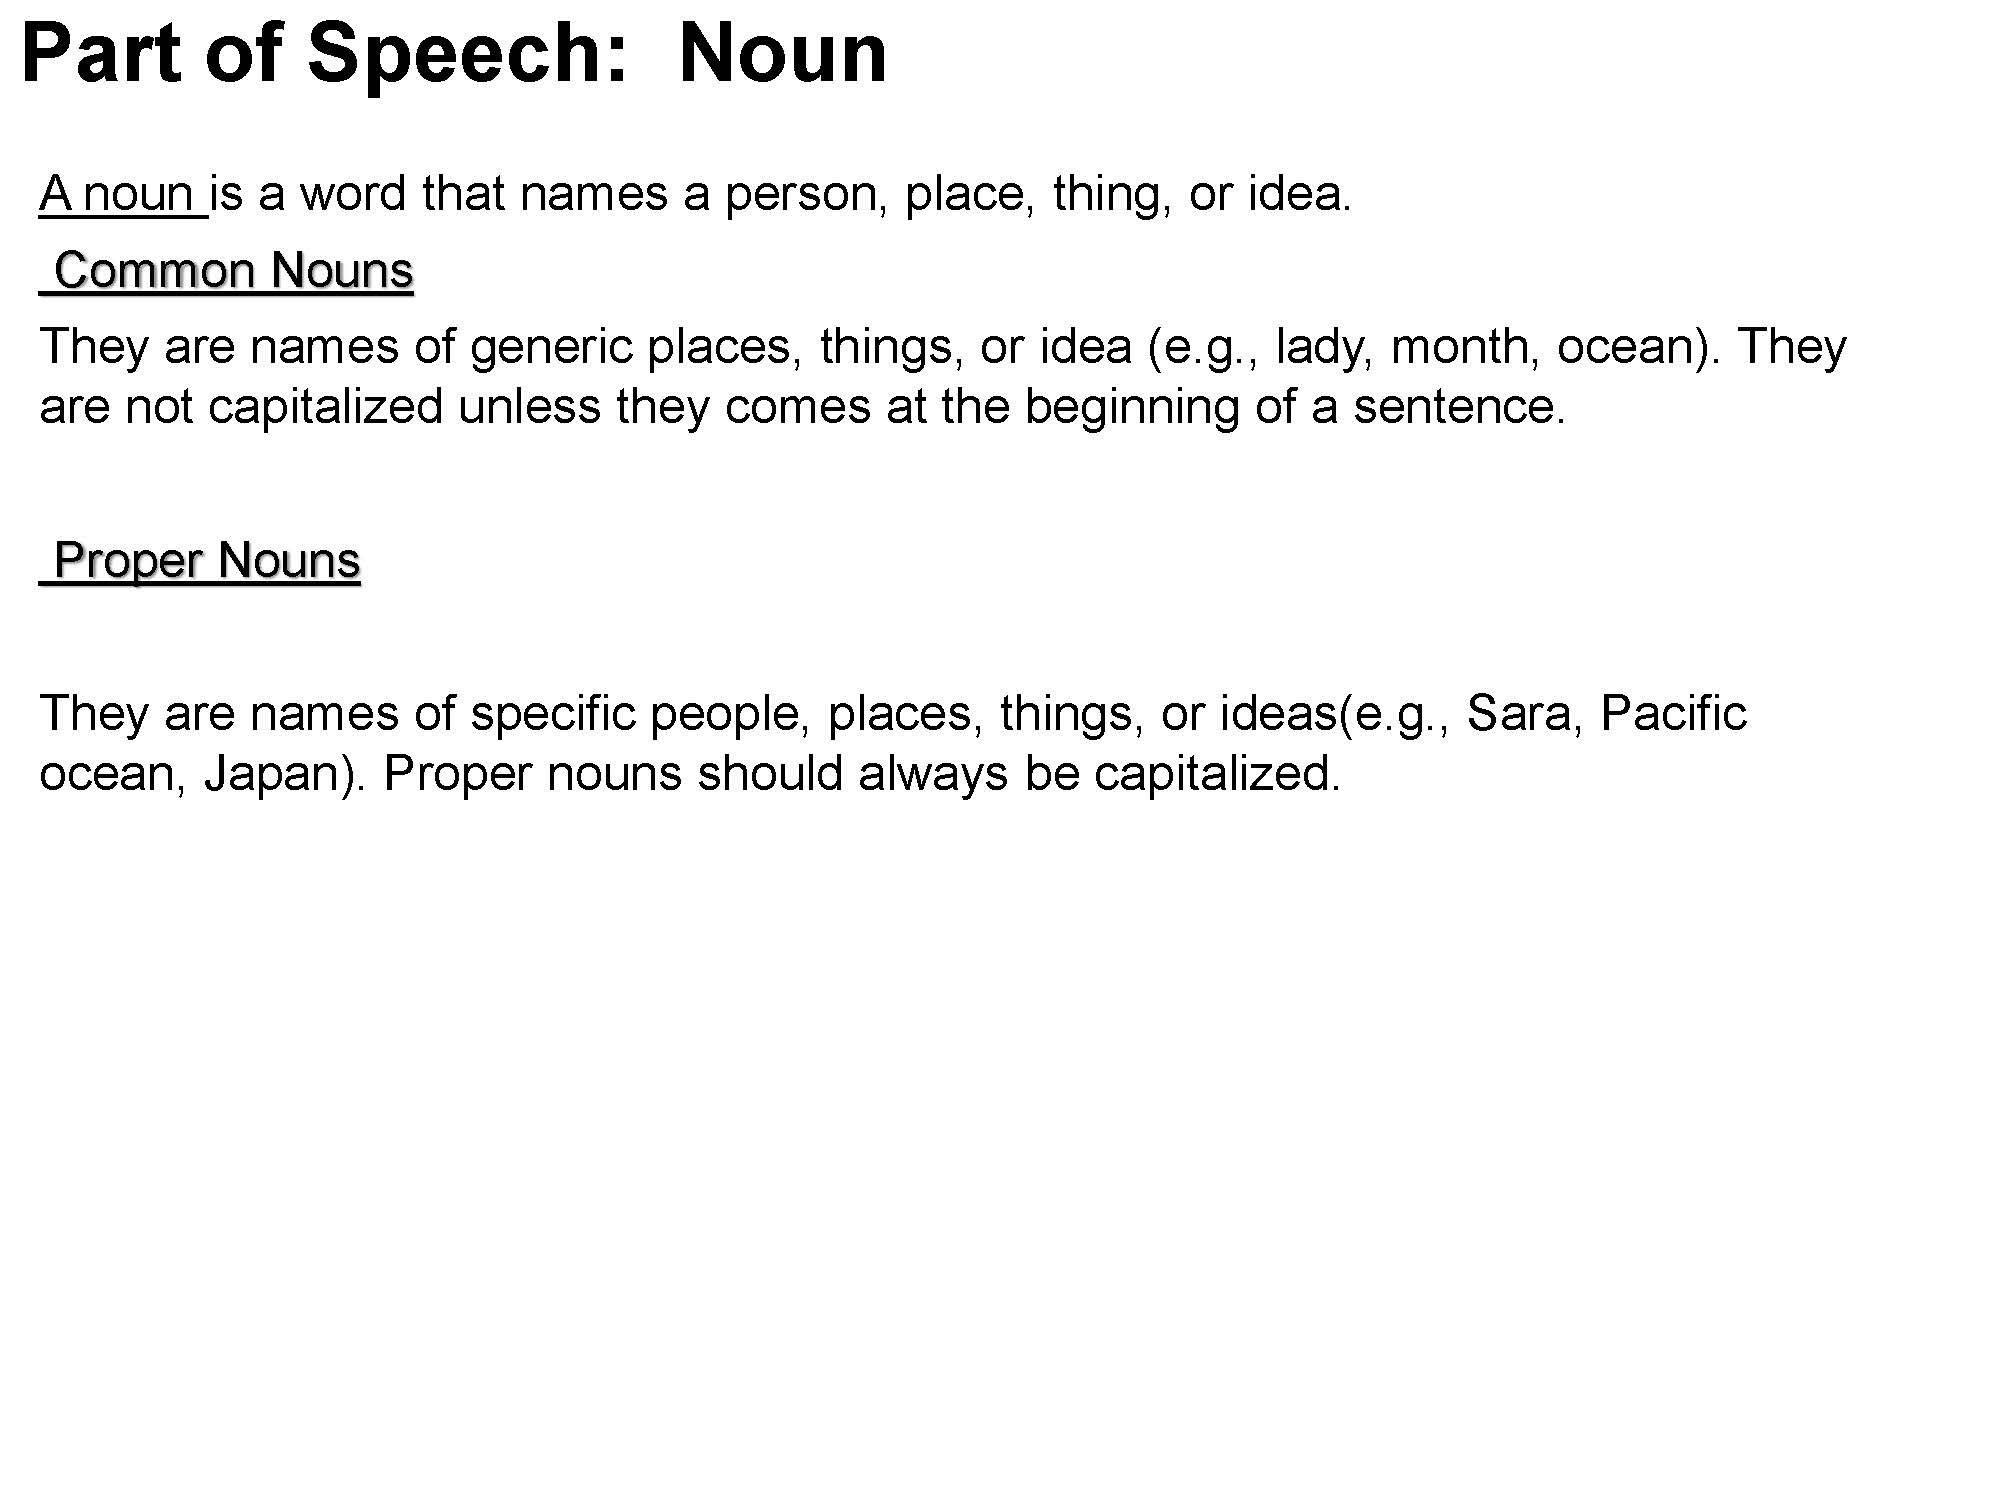 Part of Speech:  Noun
A noun is a word that names a person, place, thing, or idea.
Common Nouns
They are names of generic places, things, or idea (e.g., lady, month, ocean). They
are not capitalized unless they comes at the beginning of a sentence.
Proper Nouns
They are names of specific people, places, things, or ideas(e.g., Sara, Pacific
ocean, Japan). Proper nouns should always be capitalized.